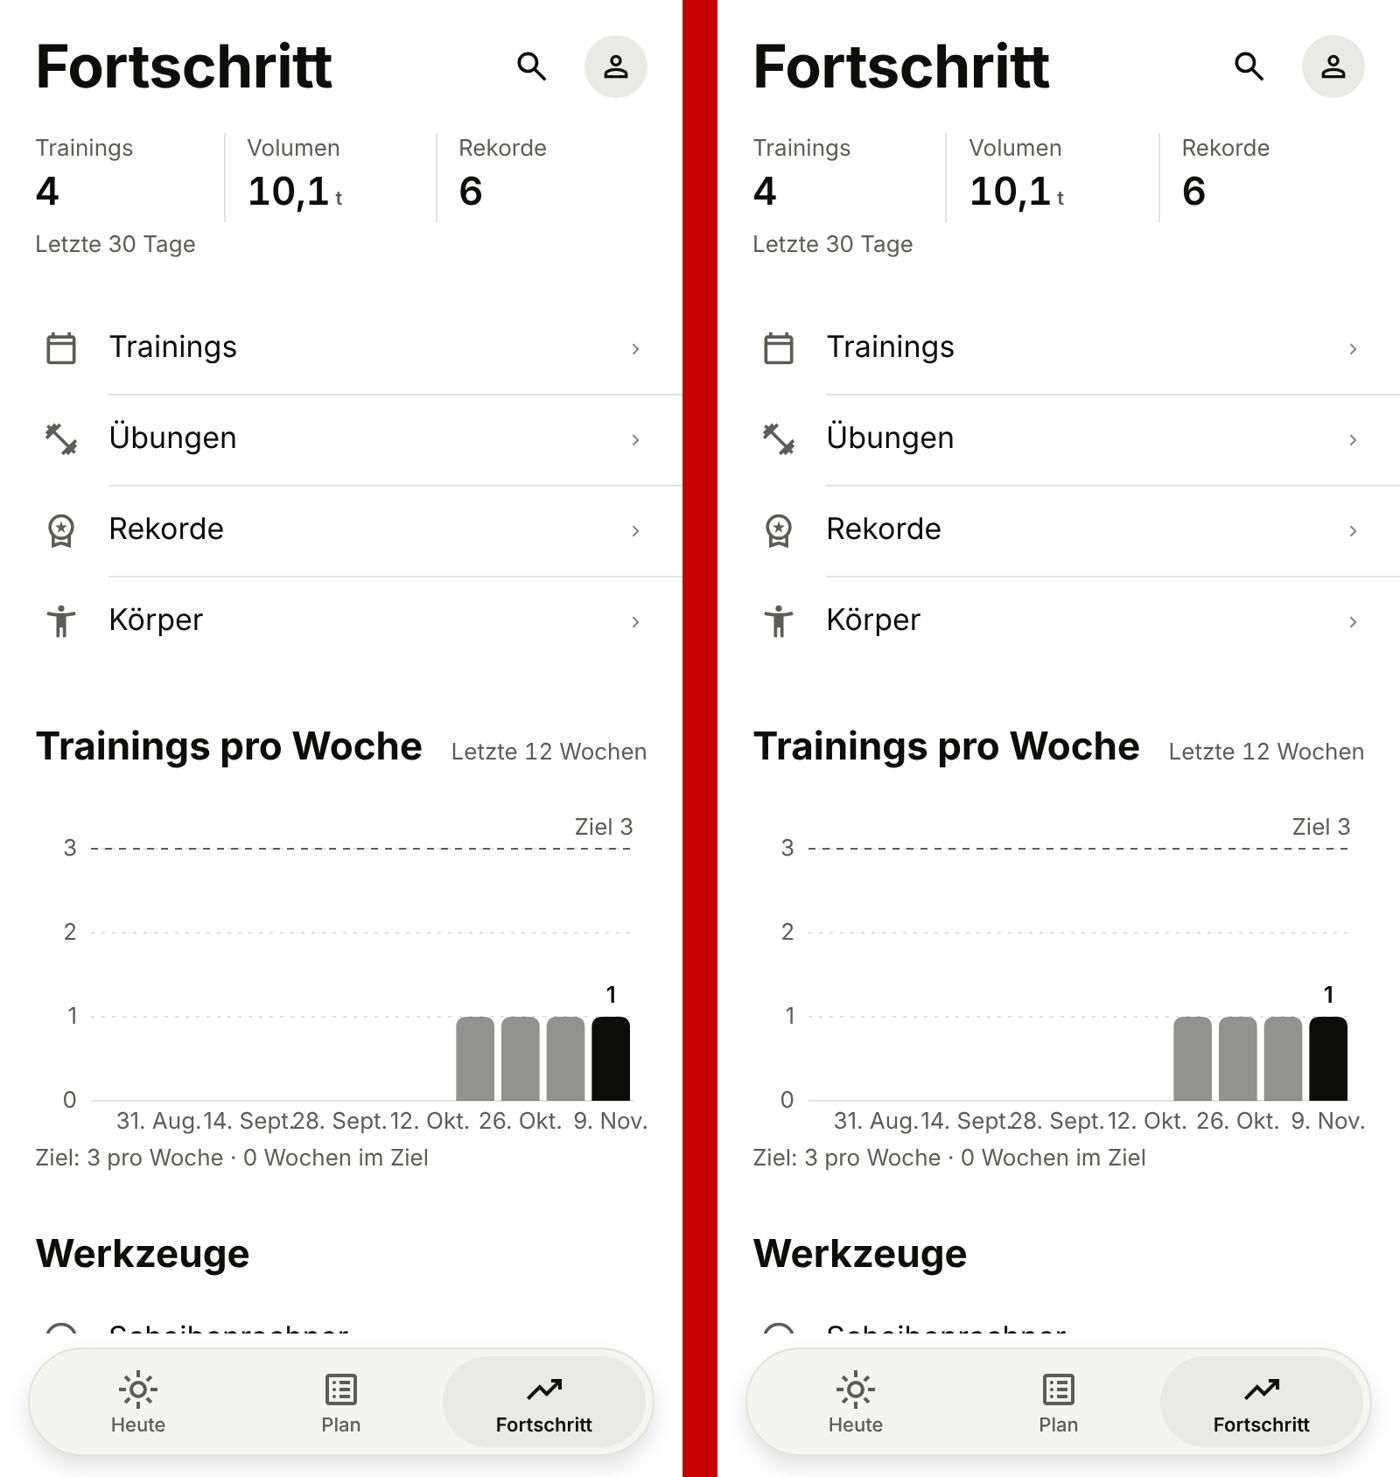 Fortschritt
Trainings Volumen Rekorde
4 10,1 t 6
Letzte 30 Tage
Trainings
Übungen
Rekorde
Körper
Trainings pro Woche Letzte 12 Wochen
Ziel 3
3
2
1
1
0
31. Aug. 14. Sept. 28. Sept. 12. Okt. 26. Okt. 9. Nov.
Ziel: 3 pro Woche · 0 Wochen im Ziel
Werkzeuge
Scheibenrechner
Heute Plan Fortschritt
Fortschritt
Trainings Volumen Rekorde
4 10,1 t 6
Letzte 30 Tage
Trainings
Übungen
Rekorde
Körper
Trainings pro Woche Letzte 12 Wochen
Ziel 3
3
2
1
1
0
31. Aug. 14. Sept. 28. Sept. 12. Okt. 26. Okt. 9. Nov.
Ziel: 3 pro Woche · 0 Wochen im Ziel
Werkzeuge
Scheibenrechner
Heute Plan Fortschritt